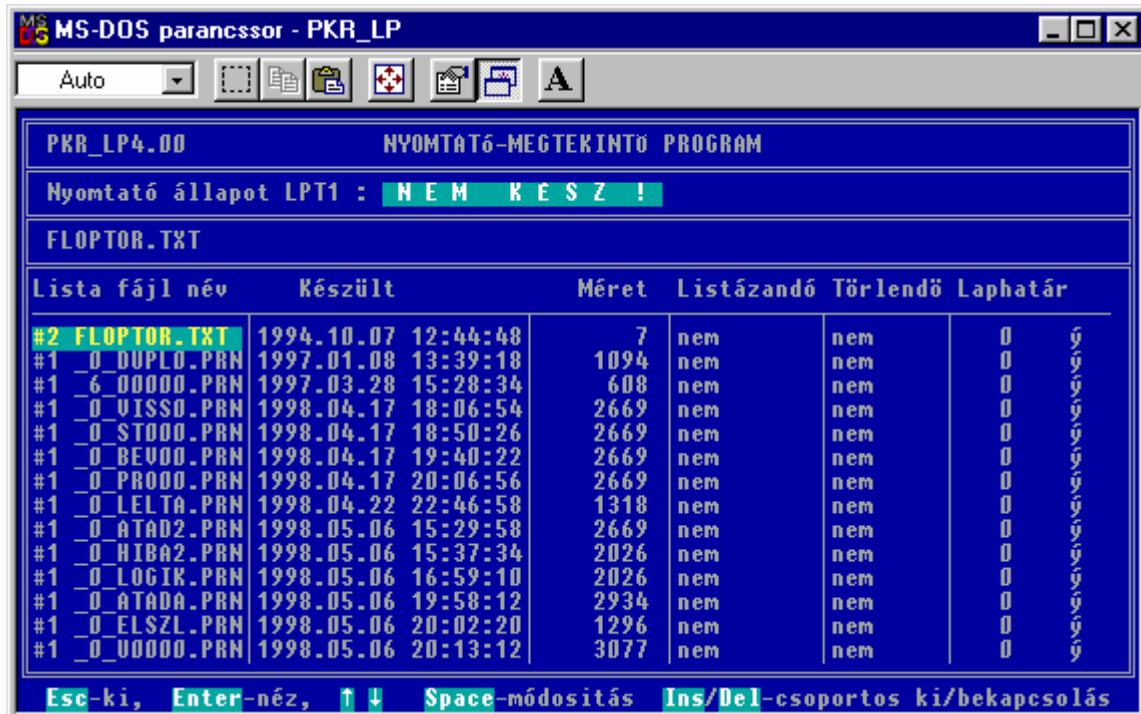 MS-DOS parancssor - PKR_LP
Auto
PKR_LP4.00 NYOMTATó-MEGTEKINTÖ PROGRAM
Nyomtató állapot LPT1 : N E M K E S Z !
FLOPTOR.TXT
Lista fájl név Készült Méret Listázandó Törlendö Laphatár
#2 FLOPTOR.TXT 1994.10.07 12:44:48 7 nem nem 0 ý
#1 _0_DUPLO.PRN 1997.01.08 13:39:18 1094 nem nem 0 ý
#1 _6_00000.PRN 1997.03.28 15:28:34 608 nem nem 0 ý
#1 _0_VISSO.PRN 1998.04.17 18:06:54 2669 nem nem 0 ý
#1 _0_ST000.PRN 1998.04.17 18:50:26 2669 nem nem 0 ý
#1 _0_BEV00.PRN 1998.04.17 19:40:22 2669 nem nem 0 ý
#1 _0_PRO00.PRN 1998.04.17 20:06:56 2669 nem nem 0 ý
#1 _0_LELTA.PRN 1998.04.22 22:46:58 1318 nem nem 0 ý
#1 _0_ATAD2.PRN 1998.05.06 15:29:58 2669 nem nem 0 ý
#1 _0_HIBA2.PRN 1998.05.06 15:37:34 2026 nem nem 0 ý
#1 _0_LOGIK.PRN 1998.05.06 16:59:10 2026 nem nem 0 ý
#1 _0_ATADA.PRN 1998.05.06 19:58:12 2934 nem nem 0 ý
#1 _0_ELSZL.PRN 1998.05.06 20:02:20 1296 nem nem 0 ý
#1 _0_V0000.PRN 1998.05.06 20:13:12 3077 nem nem 0 ý
Esc-ki, Enter-néz, ↑ ↓ Space-módositás Ins/Del-csoportos ki/bekapcsolás